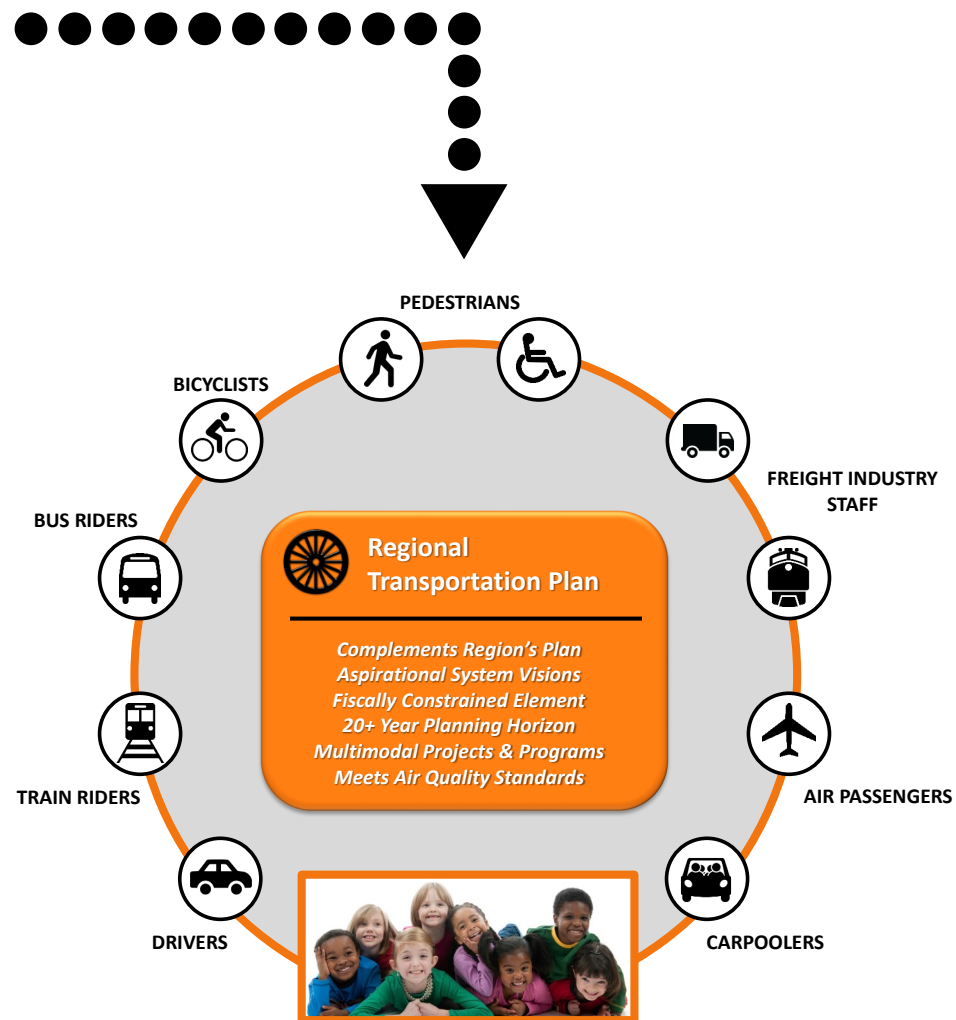 PEDESTRIANS
BICYCLISTS
FREIGHT INDUSTRY
STAFF
BUS RIDERS
Regional
Transportation Plan
Complements Region's Plan
Aspirational System Visions
Fiscally Constrained Element
20+ Year Planning Horizon
Multimodal Projects & Programs
Meets Air Quality Standards
TRAIN RIDERS
AIR PASSENGERS
DRIVERS
CARPOOLERS